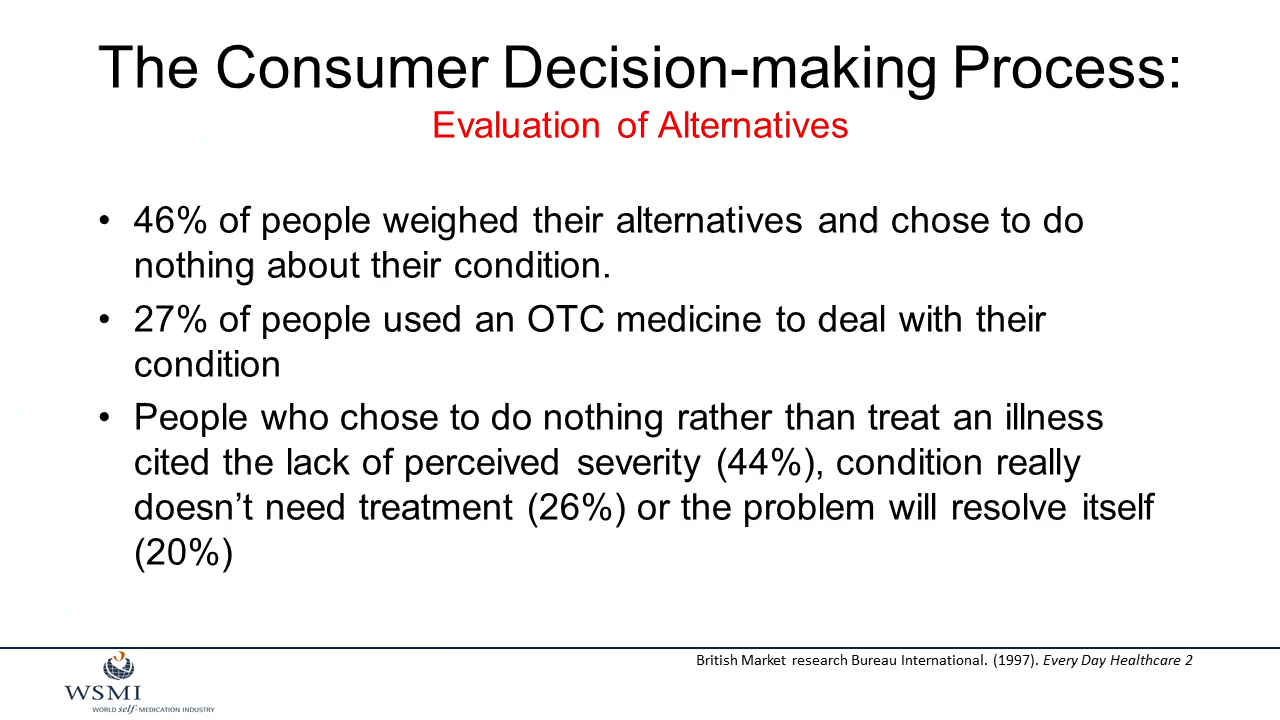 The Consumer Decision-making Process:
Evaluation of Alternatives
• 46% of people weighed their alternatives and chose to do
nothing about their condition.
• 27% of people used an OTC medicine to deal with their
condition
• People who chose to do nothing rather than treat an illness
cited the lack of perceived severity (44%), condition really
doesn’t need treatment (26%) or the problem will resolve itself
(20%)
British Market research Bureau International. (1997). Every Day Healthcare 2
WSMI
WORLD self-MEDICATION INDUSTRY